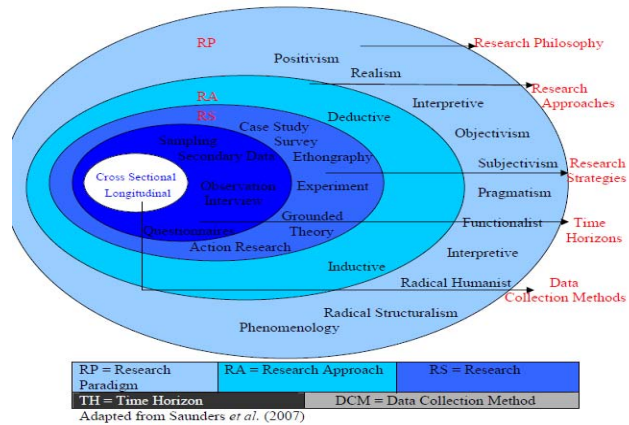 RP
Positivism
Research Philosophy
Realism
RA
Research
Approaches
RS
Deductive
Interpretive
Case Study
Survey
Sampling
Objectivism
Secondary Data
Ethongraphy
Subjectivism
Research
Strategies
Cross Sectional
Longitudinal
Observation
Interview
Experiment
Pragmatism
Grounded
Theory
Functionalist
Time
Horizons
Questionnaires
Action Research
Interpretive
Inductive
Radical Humanist
Data
Collection Methods
Radical Structuralism
Phenomenology
RP = Research
Paradigm
RA = Research Approach
RS = Research
TH = Time Horizon
DCM = Data Collection Method
Adapted from Saunders et al. (2007)